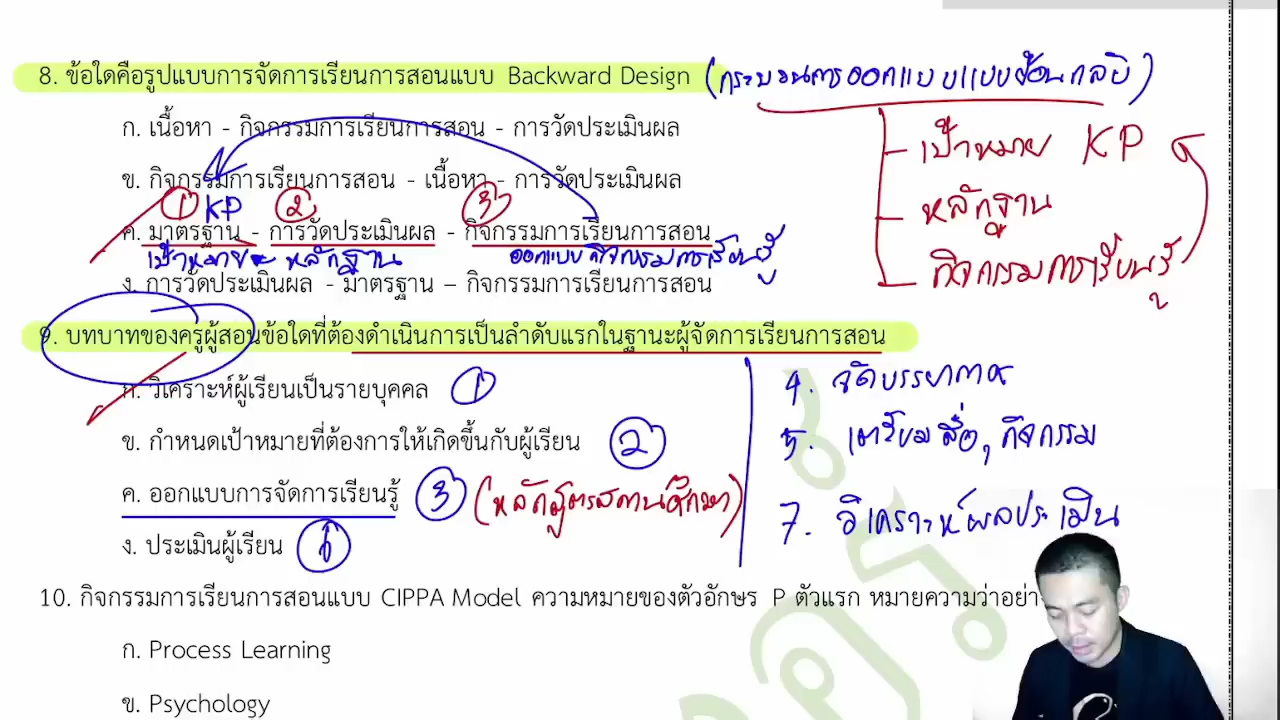 8. ข้อใดคือรูปแบบการจัดการเรียนการสอนแบบ Backward Design (กระบวนการออกแบบแบบย้อนกลับ)
ก. เนื้อหา - กิจกรรมการเรียนการสอน - การวัดประเมินผล
- เป้าหมาย KP
ข. กิจกรรมการเรียนการสอน - เนื้อหา - การวัดประเมินผล
- หลักฐาน
① KP ② ③
ค. มาตรฐาน - การวัดประเมินผล - กิจกรรมการเรียนการสอน
เป้าหมาย หลักฐาน ออกแบบกิจกรรมการเรียนรู้
- กิจกรรมการเรียนรู้
ง. การวัดประเมินผล - มาตรฐาน – กิจกรรมการเรียนการสอน
9. บทบาทของครูผู้สอนข้อใดที่ต้องดำเนินการเป็นลำดับแรกในฐานะผู้จัดการเรียนการสอน
ก. วิเคราะห์ผู้เรียนเป็นรายบุคคล ①
4. จัดบรรยากาศ
ข. กำหนดเป้าหมายที่ต้องการให้เกิดขึ้นกับผู้เรียน ②
5. เตรียมสื่อ, กิจกรรม
ค. ออกแบบการจัดการเรียนรู้ ③ (หลักสูตรสถานศึกษา)
7. วิเคราะห์ผลประเมิน
ง. ประเมินผู้เรียน ⑥
10. กิจกรรมการเรียนการสอนแบบ CIPPA Model ความหมายของตัวอักษร P ตัวแรก หมายความว่าอย่า
ก. Process Learning
ข. Psychology